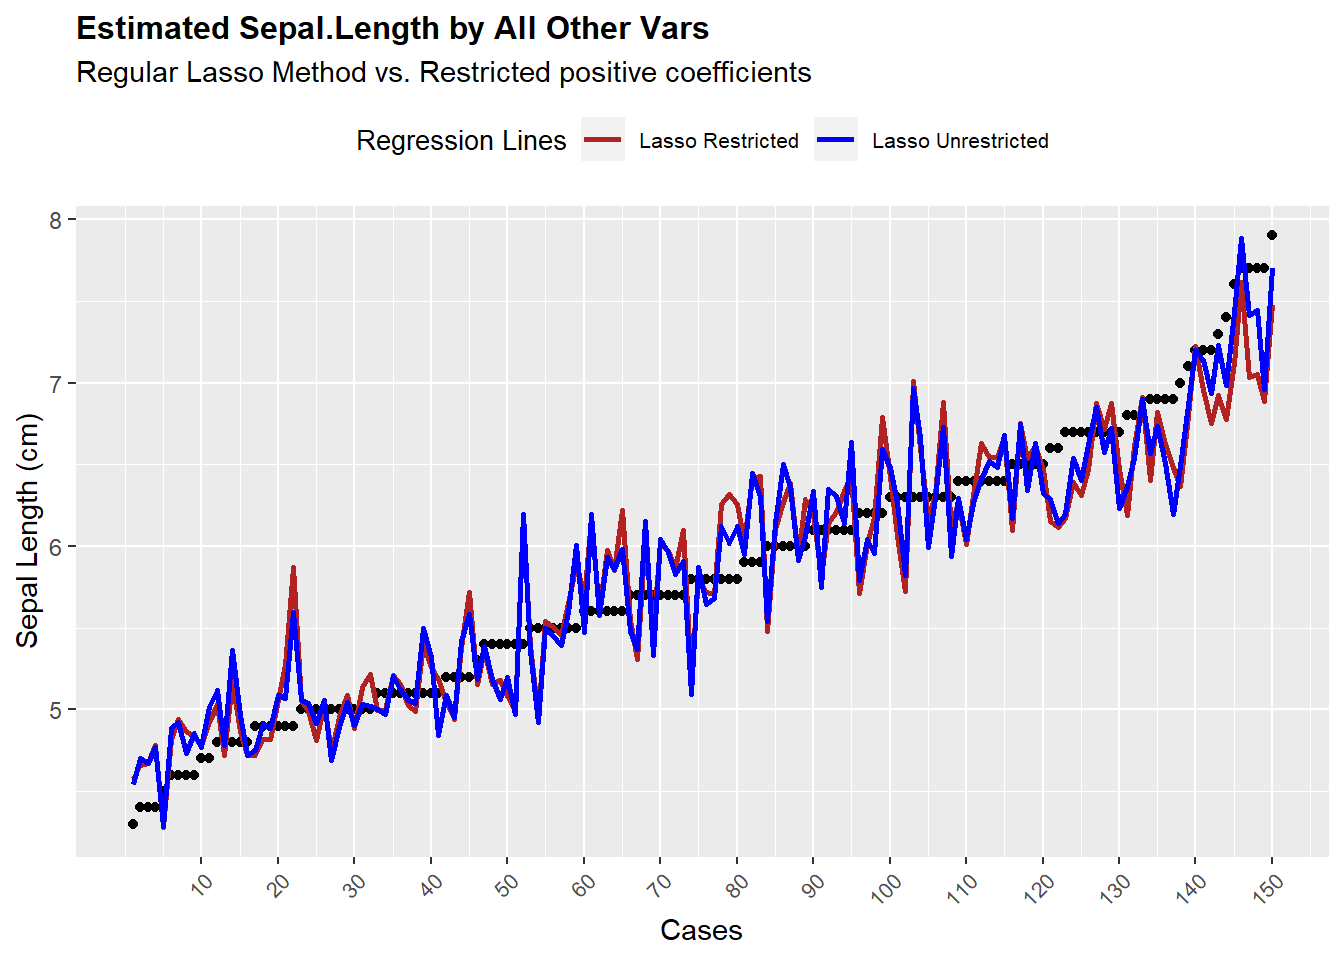 Estimated Sepal.Length by All Other Vars
Regular Lasso Method vs. Restricted positive coefficients
Regression Lines Lasso Restricted Lasso Unrestricted
8
7
6
5
Sepal Length (cm)
10 20 30 40 50 60 70 80 90 100 110 120 130 140 150
Cases